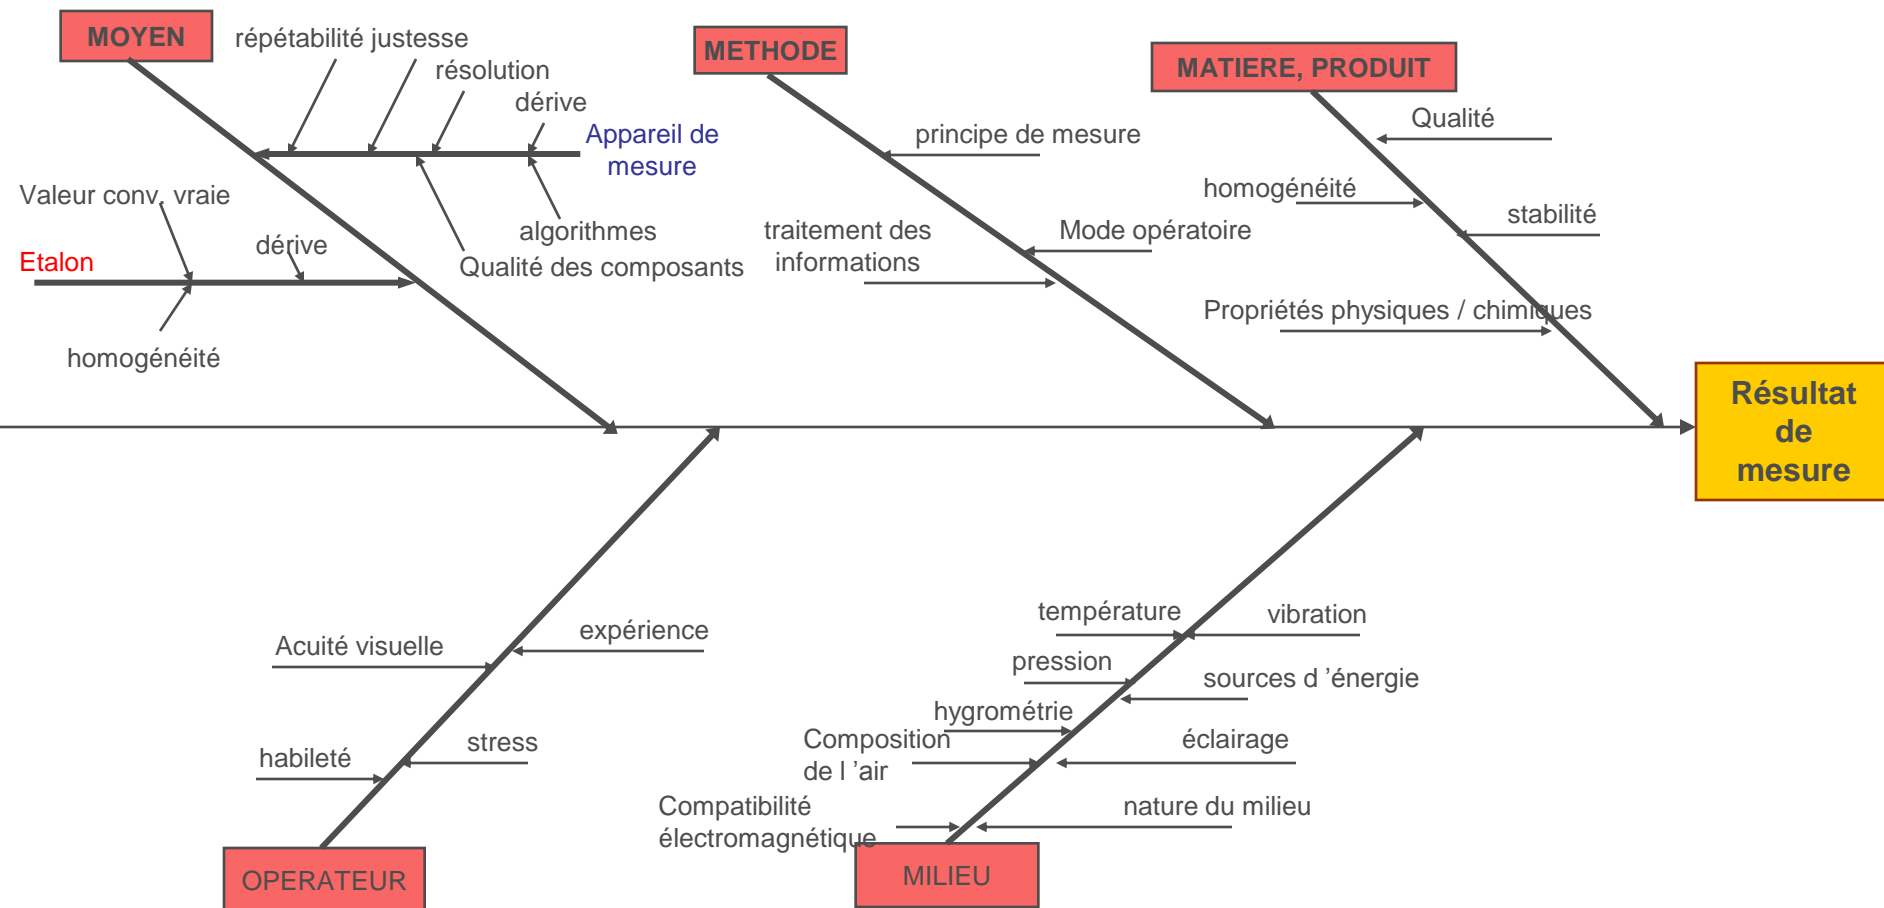 MOYEN
répétabilité justesse
résolution
dérive
Appareil de
mesure
Valeur conv. vraie
Etalon
dérive
homogénéité
algorithmes
Qualité des composants
METHODE
principe de mesure
Mode opératoire
traitement des
informations
MATIERE, PRODUIT
Qualité
homogénéité
stabilité
Propriétés physiques / chimiques
Résultat
de
mesure
Acuité visuelle
expérience
habileté
stress
OPERATEUR
température
vibration
pression
sources d ’énergie
hygrométrie
Composition
de l ’air
éclairage
Compatibilité
électromagnétique
nature du milieu
MILIEU